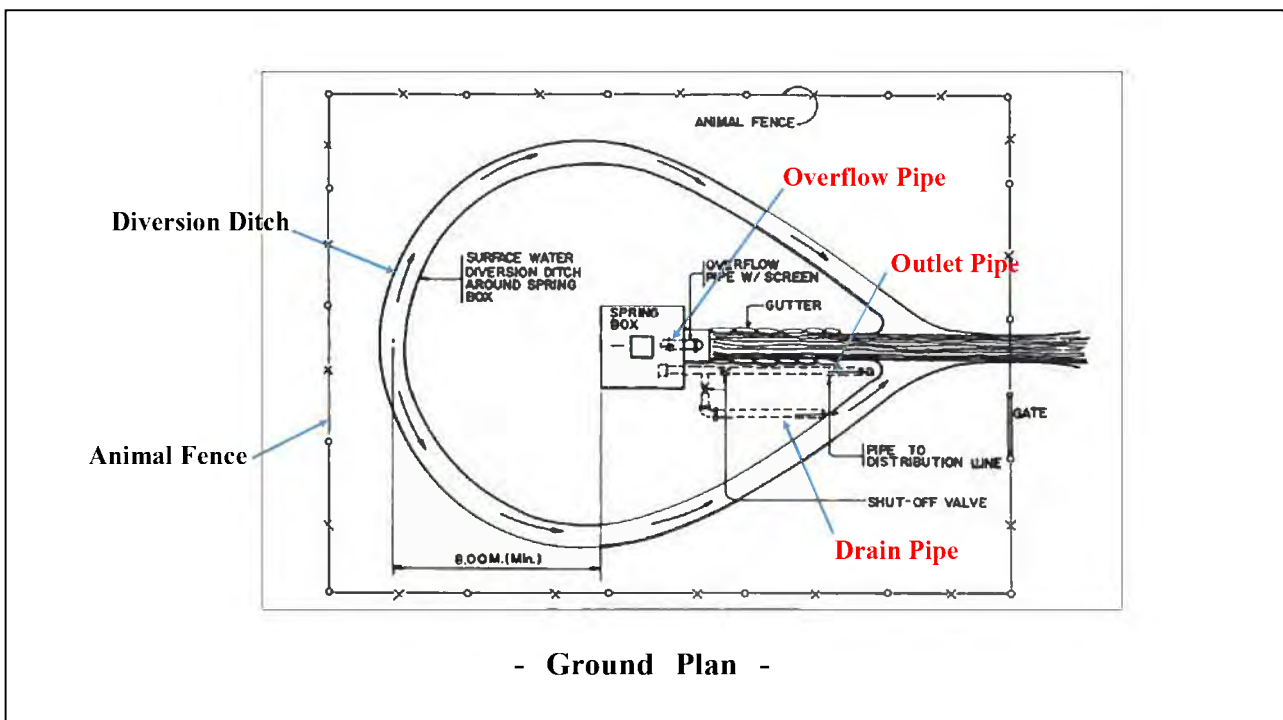 ANIMAL FENCE
Overflow Pipe
Diversion Ditch
SURFACE WATER
DIVERSION DITCH
AROUND SPRING
BOX
OVERFLOW
PIPE W/ SCREEN
Outlet Pipe
GUTTER
SPRING
BOX
GATE
Animal Fence
PIPE TO
DISTRIBUTION LINE
SHUT-OFF VALVE
Drain Pipe
8.00M.(Min.)
- Ground Plan -